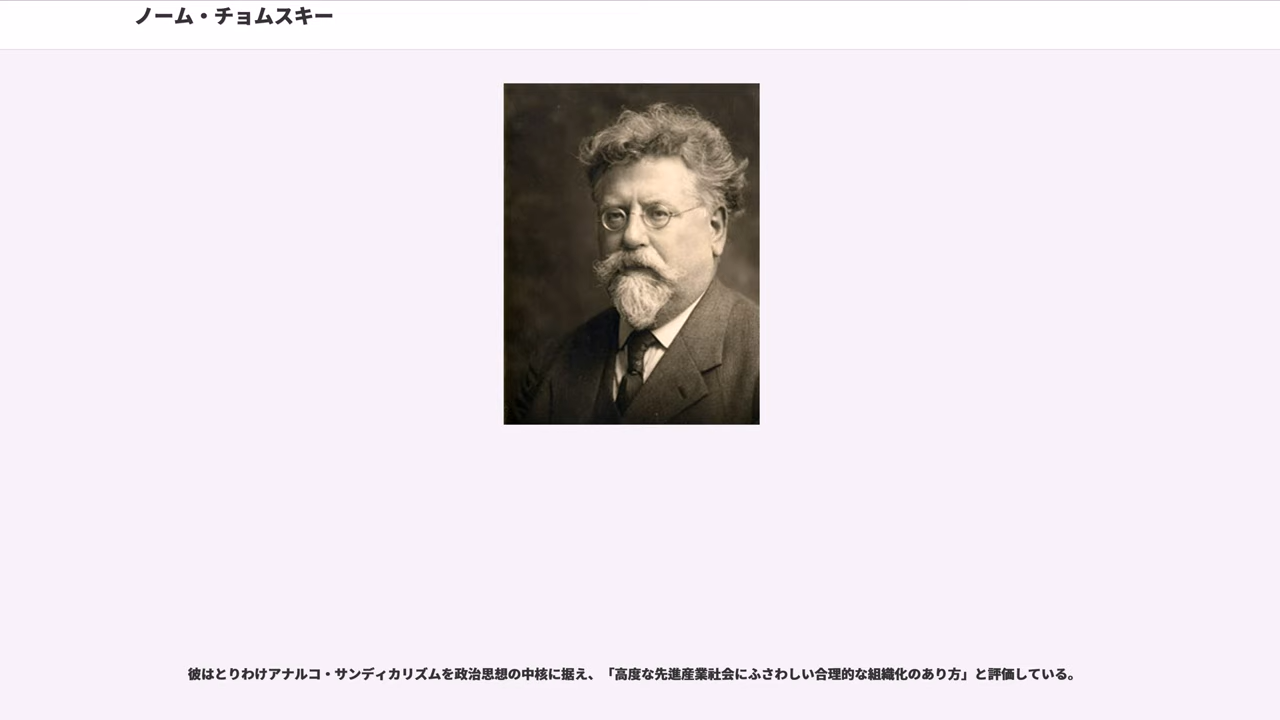 ノーム・チョムスキー
彼はとりわけアナルコ・サンディカリズムを政治思想の中核に据え、「高度な先進産業社会にふさわしい合理的な組織化のあり方」と評価している。